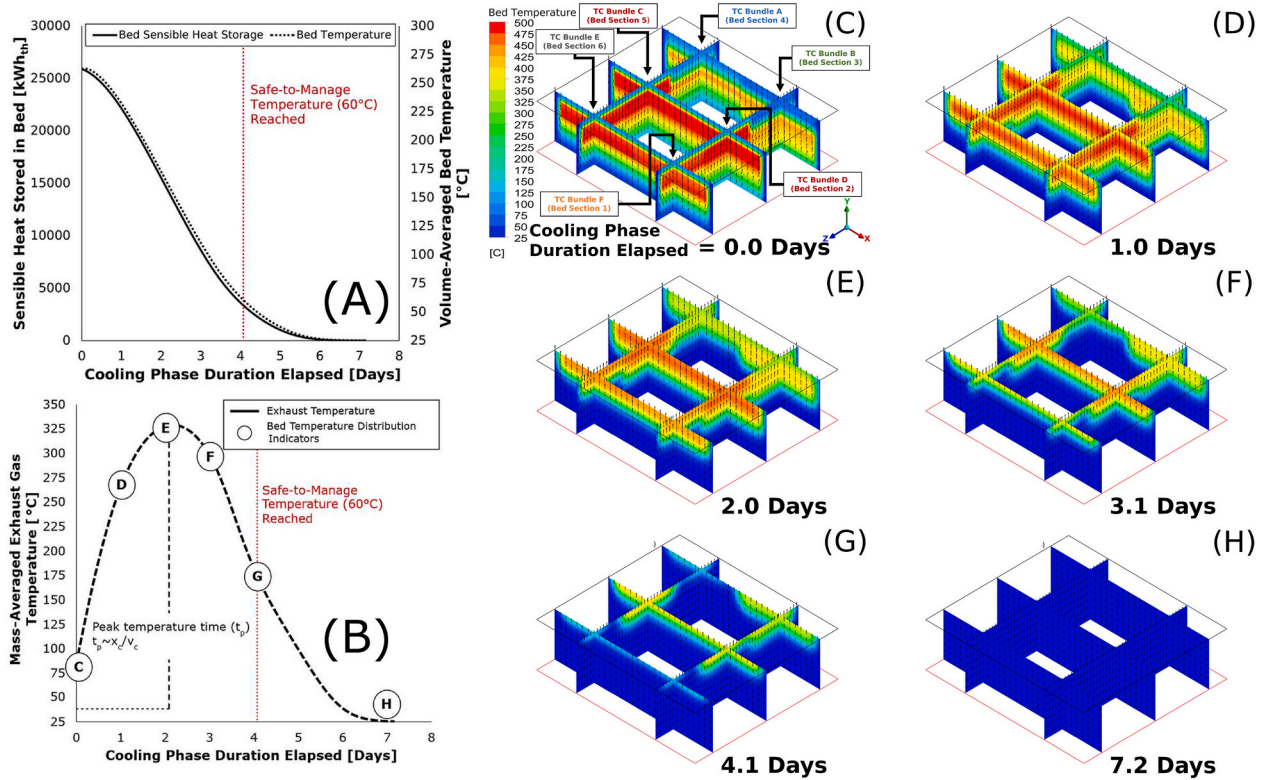 Bed Sensible Heat Storage
Bed Temperature
Safe-to-Manage
Temperature (60°C)
Reached
(A)
Sensible Heat Stored in Bed [kWhth]
30000
25000
20000
15000
10000
5000
0
Volume-Averaged Bed Temperature
[°C]
300
275
250
225
200
175
150
125
100
75
50
25
0 1 2 3 4 5 6 7 8
Cooling Phase Duration Elapsed [Days]
Exhaust Temperature
Bed Temperature Distribution
Indicators
Safe-to-Manage
Temperature (60°C)
Reached
Peak temperature time (tp)
tp~xc/vc
C
D
E
F
G
H
(B)
Mass-Averaged Exhaust Gas
Temperature [°C]
350
325
300
275
250
225
200
175
150
125
100
75
50
25
0
0 1 2 3 4 5 6 7 8
Cooling Phase Duration Elapsed [Days]
Bed Temperature
500
475
450
425
400
375
350
325
300
275
250
225
200
175
150
125
100
75
50
25
[C]
TC Bundle C
(Bed Section 5)
TC Bundle A
(Bed Section 4)
TC Bundle E
(Bed Section 6)
TC Bundle B
(Bed Section 3)
TC Bundle D
(Bed Section 2)
TC Bundle F
(Bed Section 1)
Y
Z
X
(C)
Cooling Phase
Duration Elapsed = 0.0 Days
(D)
1.0 Days
(E)
2.0 Days
(F)
3.1 Days
(G)
4.1 Days
(H)
7.2 Days